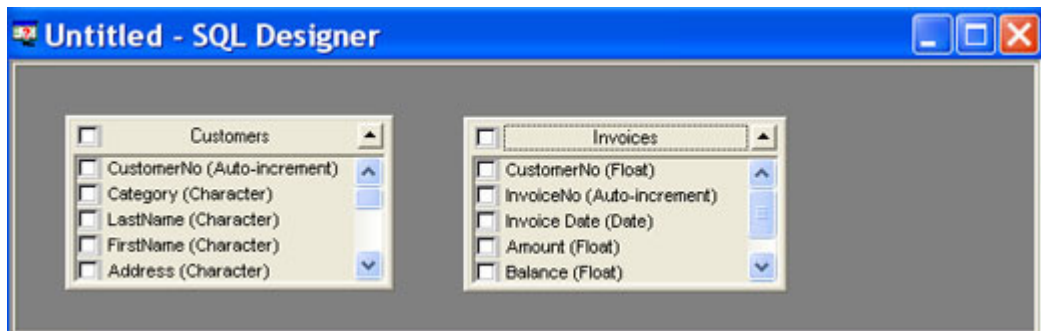 Untitled - SQL Designer
Customers
CustomerNo (Auto-increment)
Category (Character)
LastName (Character)
FirstName (Character)
Address (Character)
Invoices
CustomerNo (Float)
InvoiceNo (Auto-increment)
Invoice Date (Date)
Amount (Float)
Balance (Float)